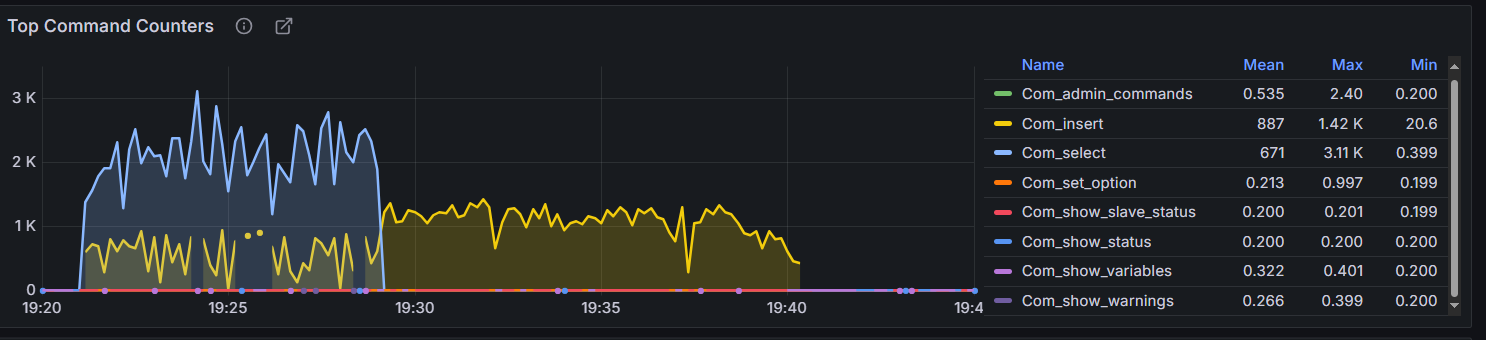 Top Command Counters
Name Mean Max Min
3 K
2 K
1 K
0
19:20 19:25 19:30 19:35 19:40 19:4
Com_admin_commands 0.535 2.40 0.200
Com_insert 887 1.42 K 20.6
Com_select 671 3.11 K 0.399
Com_set_option 0.213 0.997 0.199
Com_show_slave_status 0.200 0.201 0.199
Com_show_status 0.200 0.200 0.200
Com_show_variables 0.322 0.401 0.200
Com_show_warnings 0.266 0.399 0.200